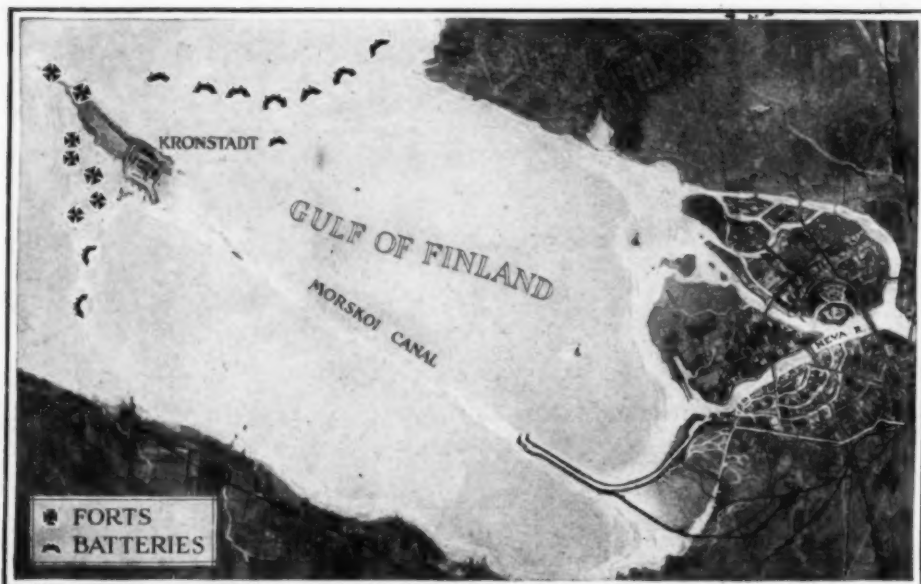 KRONSTADT
GULF OF FINLAND
MORSKOI CANAL
NEVA R.
FORTS
BATTERIES